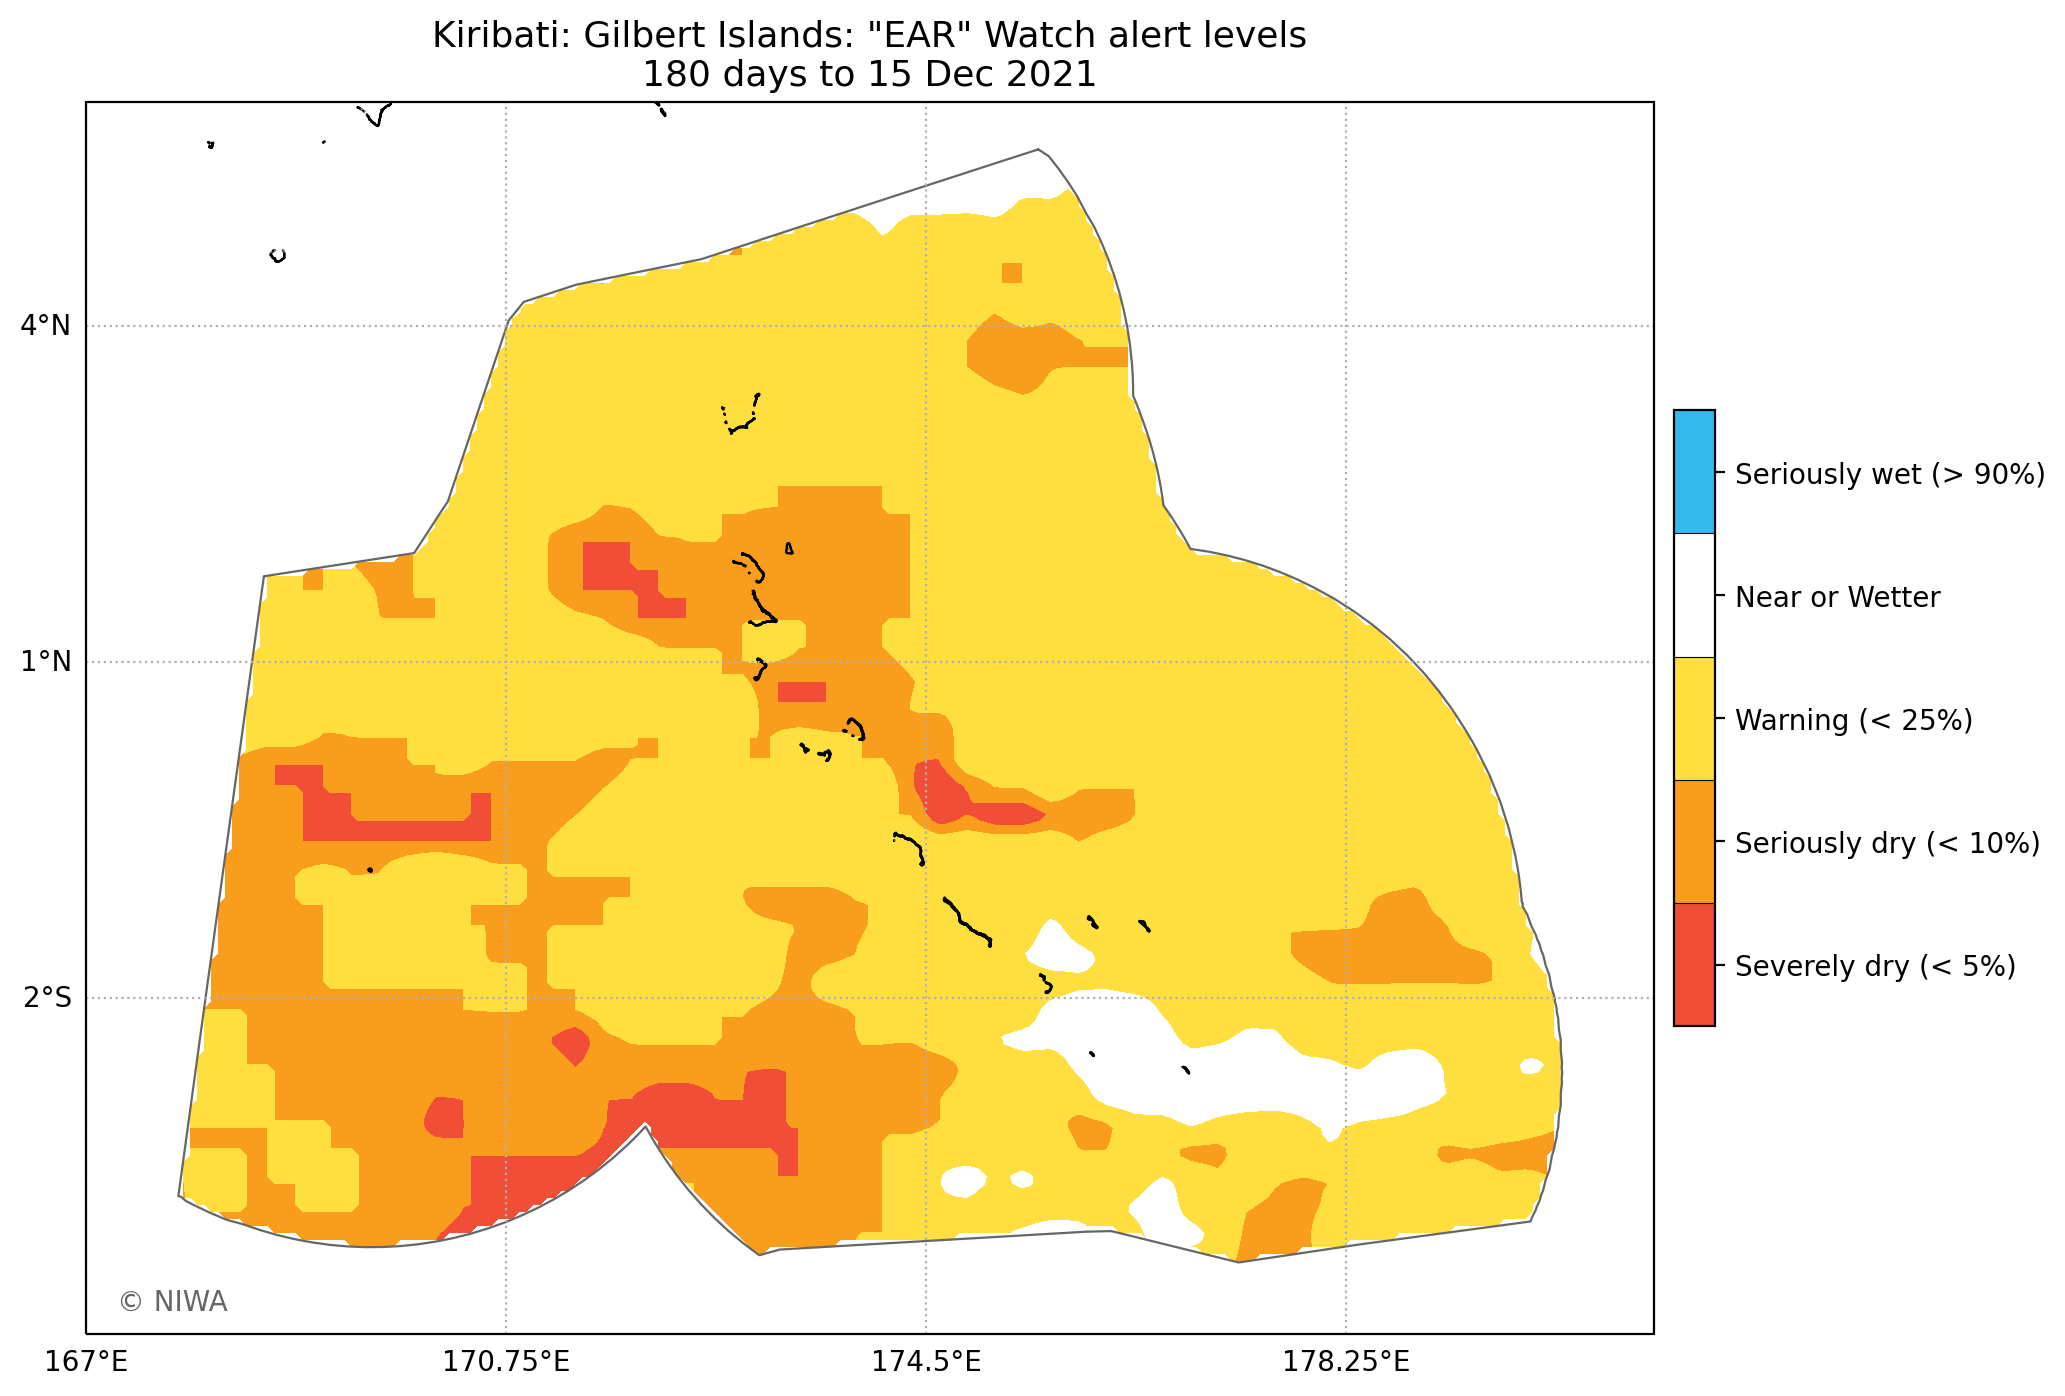 Kiribati: Gilbert Islands: "EAR" Watch alert levels
180 days to 15 Dec 2021
4°N
1°N
2°S
167°E
170.75°E
174.5°E
178.25°E
© NIWA
Seriously wet (> 90%)
Near or Wetter
Warning (< 25%)
Seriously dry (< 10%)
Severely dry (< 5%)